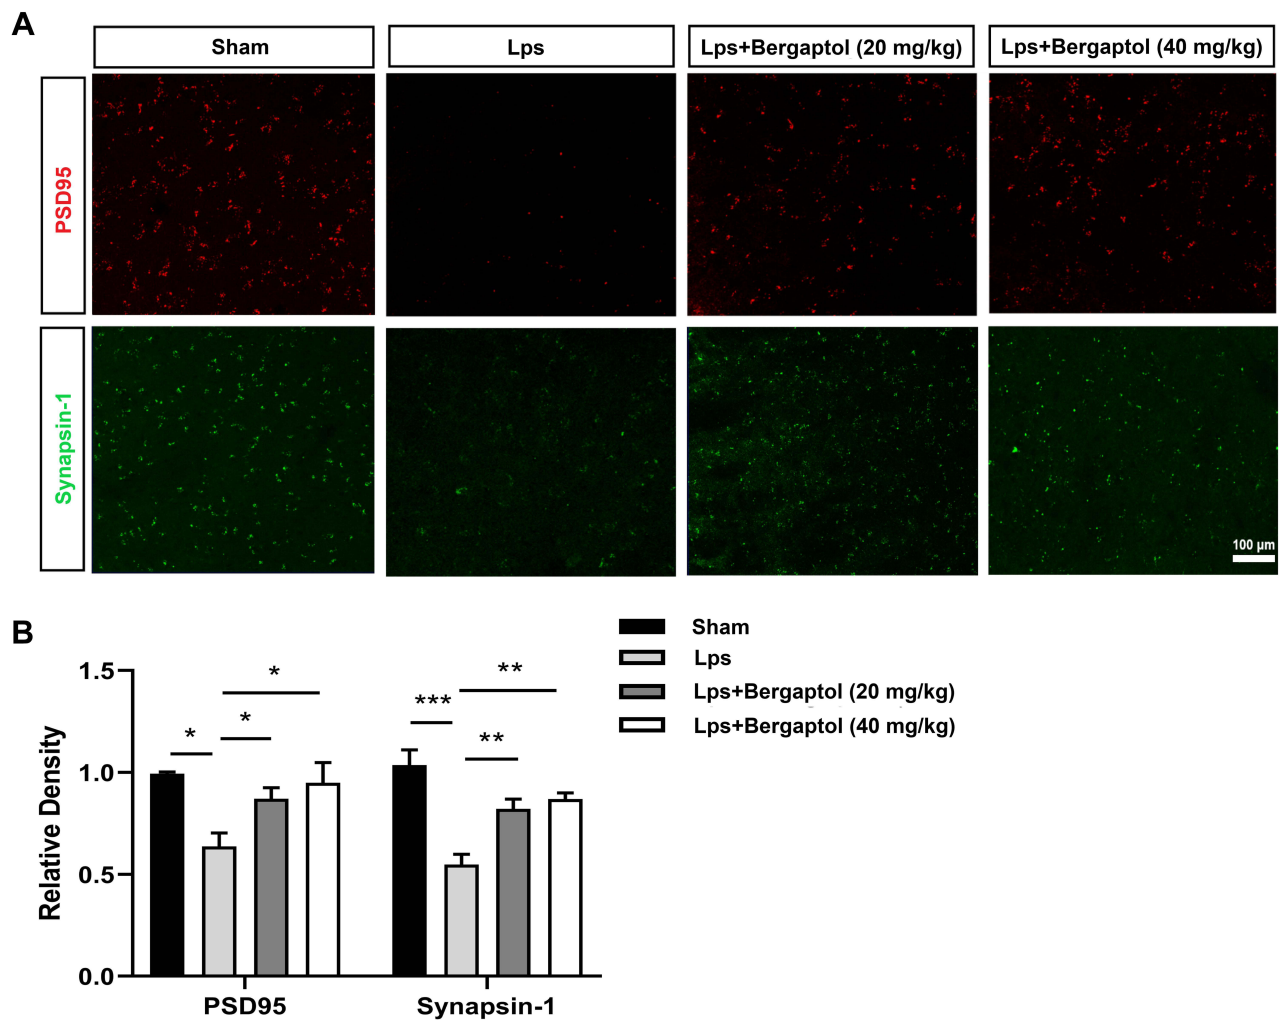 A
Sham
Lps
Lps+Bergaptol (20 mg/kg)
Lps+Bergaptol (40 mg/kg)
PSD95
Synapsin-1
100 µm
B
Sham
Lps
Lps+Bergaptol (20 mg/kg)
Lps+Bergaptol (40 mg/kg)
Relative Density
1.5
1.0
0.5
0.0
*
*
*
***
**
**
PSD95
Synapsin-1